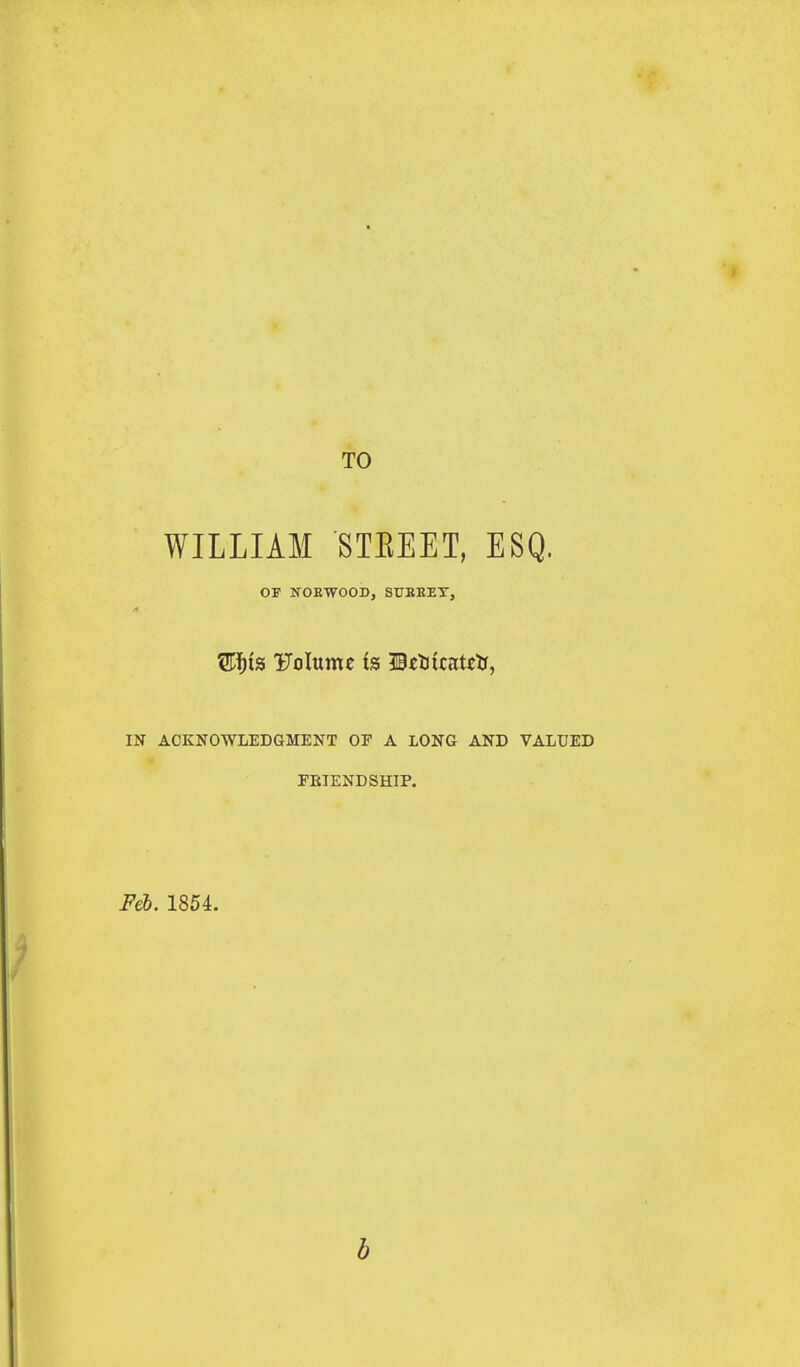 TO
WILLIAM STREET, ESQ.
OF NORWOOD, SURREY,
This Volume is Dedicated,
IN ACKNOWLEDGMENT OF A LONG AND VALUED
FRIENDSHIP.
Feb. 1854.
b